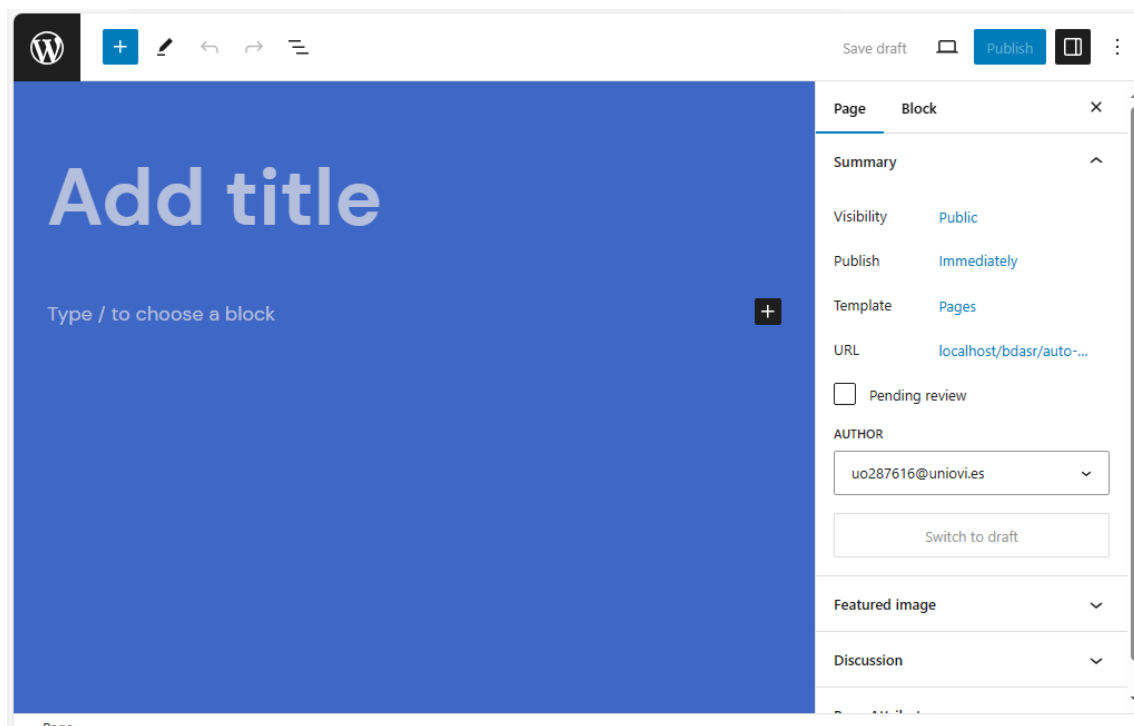 Save draft
Publish
Page Block
Summary
Add title
Visibility Public
Publish Immediately
Type / to choose a block
Template Pages
URL localhost/bdasr/auto-...
Pending review
AUTHOR
uo287616@uniovi.es
Switch to draft
Featured image
Discussion